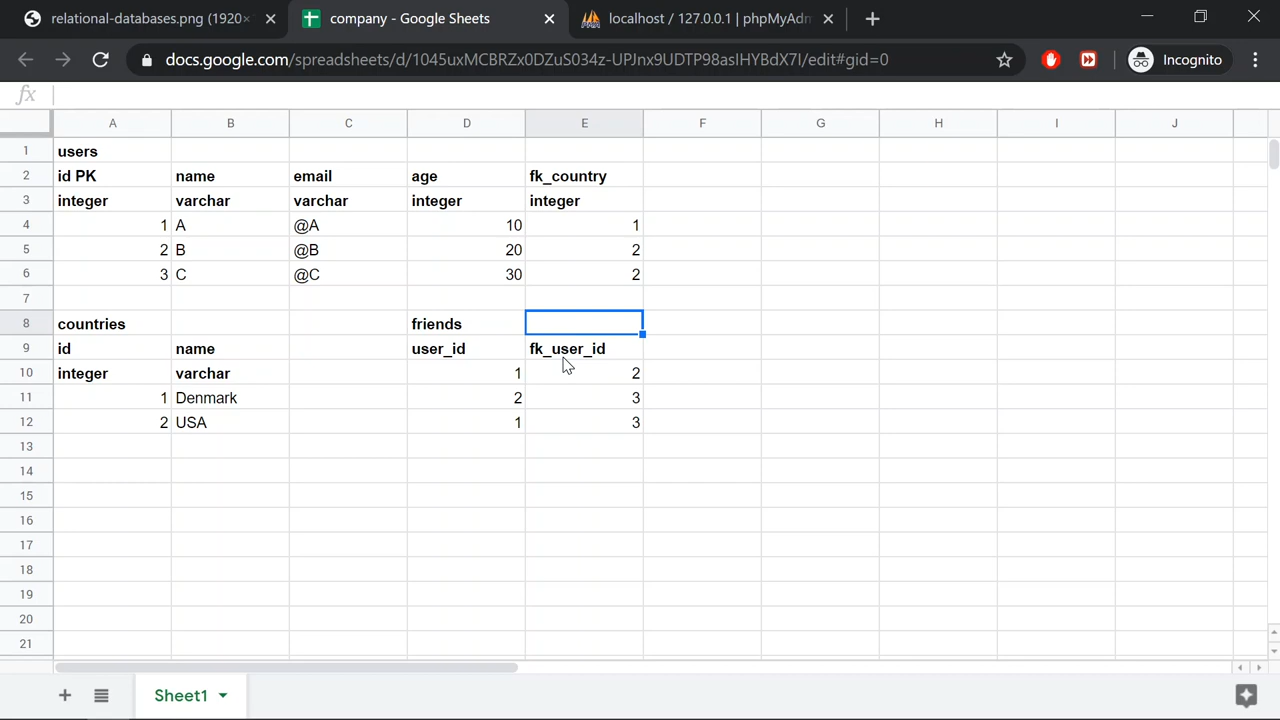 relational-databases.png (1920×
company - Google Sheets
localhost / 127.0.0.1 | phpMyAdm
docs.google.com/spreadsheets/d/1045uxMCBRZx0DZuS034z-UPJnx9UDTP98asIHYBdX7I/edit#gid=0
Incognito
fx
A B C D E F G H I J
1 users
2 id PK name email age fk_country
3 integer varchar varchar integer integer
4 1 A @A 10 1
5 2 B @B 20 2
6 3 C @C 30 2
7
8 countries friends
9 id name user_id fk_user_id
10 integer varchar 1 2
11 1 Denmark 2 3
12 2 USA 1 3
13
14
15
16
17
18
19
20
21
Sheet1